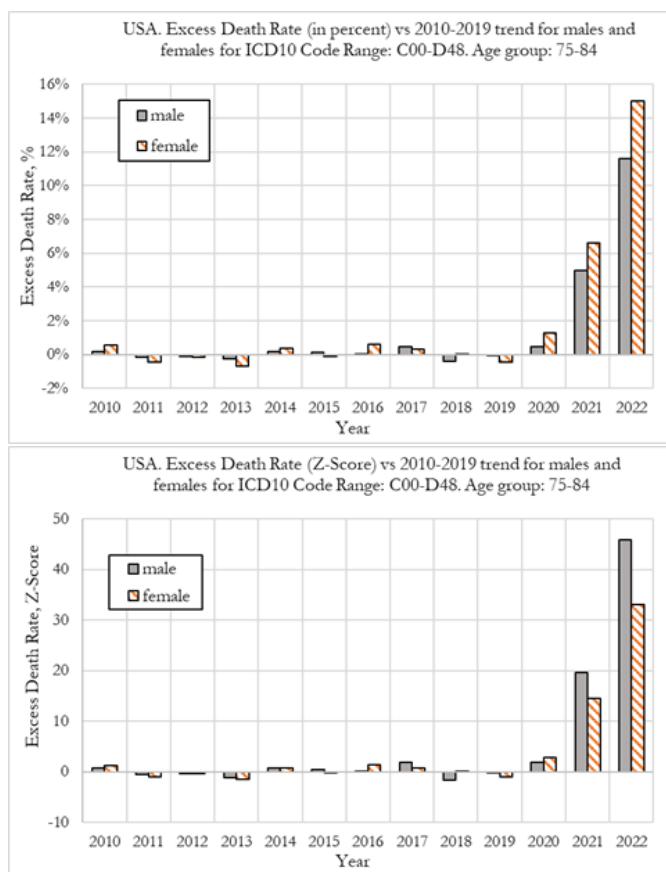 USA. Excess Death Rate (in percent) vs 2010-2019 trend for males and
females for ICD10 Code Range: C00-D48. Age group: 75-84
16%
14%
12%
10%
8%
6%
4%
2%
0%
-2%
Excess Death Rate, %
male
female
2010 2011 2012 2013 2014 2015 2016 2017 2018 2019 2020 2021 2022
Year
USA. Excess Death Rate (Z-Score) vs 2010-2019 trend for males and
females for ICD10 Code Range: C00-D48. Age group: 75-84
50
40
30
20
10
0
-10
Excess Death Rate, Z-Score
male
female
2010 2011 2012 2013 2014 2015 2016 2017 2018 2019 2020 2021 2022
Year